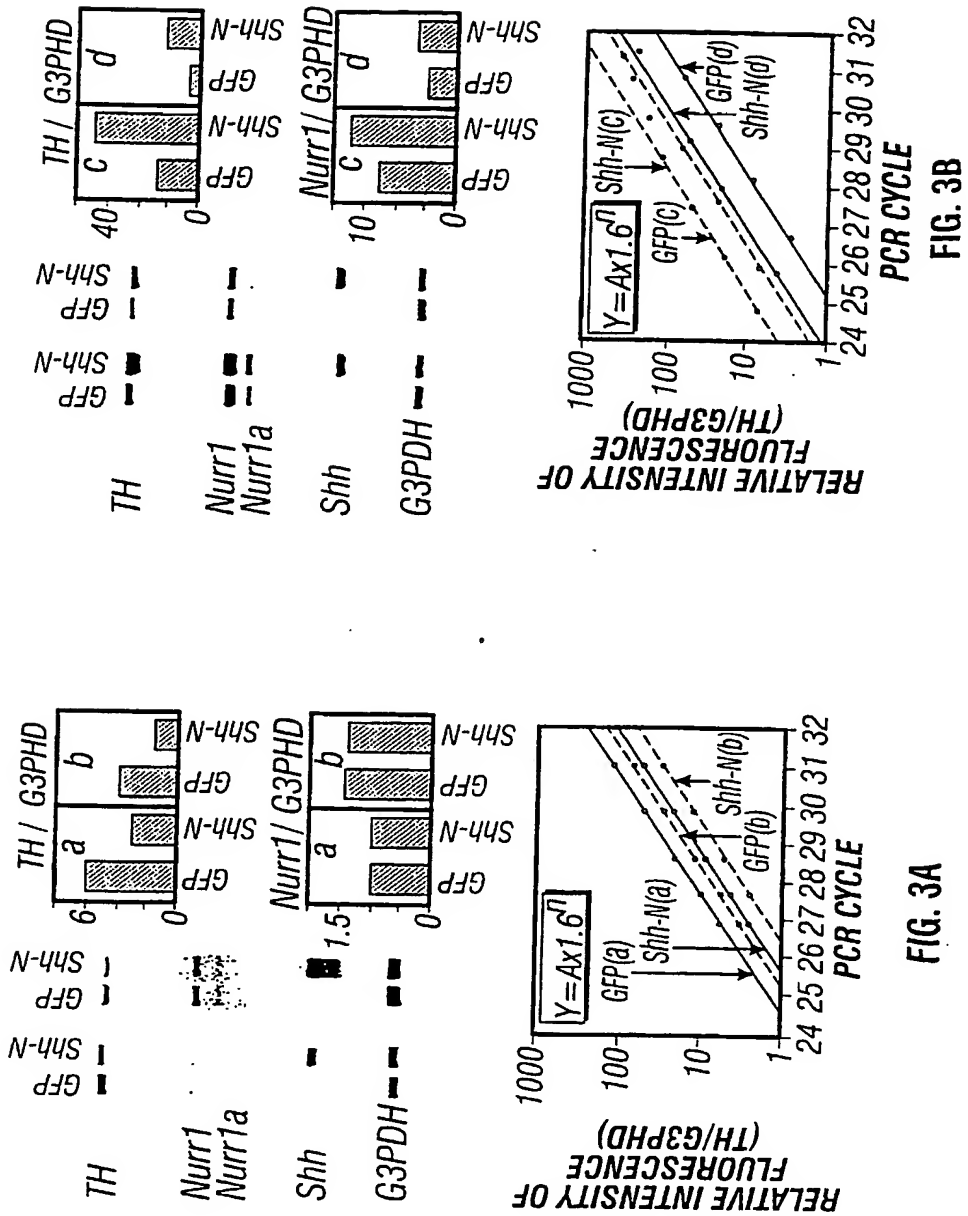 GFP
Shh-N
GFP
Shh-N
TH
Nurr1
Nurr1a
Shh
G3PDH
TH / G3PHD
6
0
a
b
GFP
Shh-N
GFP
Shh-N
Nurr1/ G3PHD
1.5
0
a
b
GFP
Shh-N
GFP
Shh-N
RELATIVE INTENSITY OF
FLUORESCENCE
(TH/G3PHD)
1000
100
10
1
Y=Ax1.6^n
GFP(a)
Shh-N(a)
GFP(b)
Shh-N(b)
24 25 26 27 28 29 30 31 32
PCR CYCLE
FIG. 3A
GFP
Shh-N
GFP
Shh-N
TH
Nurr1
Nurr1a
Shh
G3PDH
TH / G3PHD
40
0
c
d
GFP
Shh-N
GFP
Shh-N
Nurr1/ G3PHD
10
0
c
d
GFP
Shh-N
GFP
Shh-N
RELATIVE INTENSITY OF
FLUORESCENCE
(TH/G3PHD)
1000
100
10
1
Y=Ax1.6^n
Shh-N(C)
GFP(C)
GFP(d)
Shh-N(d)
24 25 26 27 28 29 30 31 32
PCR CYCLE
FIG. 3B